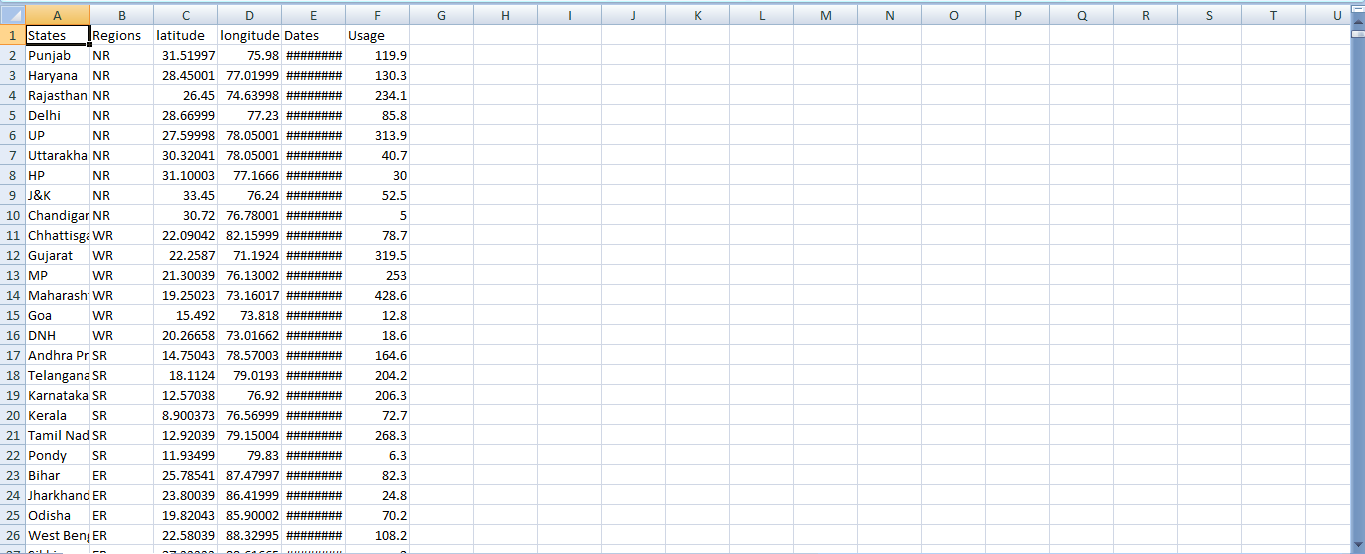 A B C D E F G H I J K L M N O P Q R S T U
1 States Regions latitude longitude Dates Usage
2 Punjab NR 31.51997 75.98 ######## 119.9
3 Haryana NR 28.45001 77.01999 ######## 130.3
4 Rajasthan NR 26.45 74.63998 ######## 234.1
5 Delhi NR 28.66999 77.23 ######## 85.8
6 UP NR 27.59998 78.05001 ######## 313.9
7 Uttarakha NR 30.32041 78.05001 ######## 40.7
8 HP NR 31.10003 77.1666 ######## 30
9 J&K NR 33.45 76.24 ######## 52.5
10 Chandigar NR 30.72 76.78001 ######## 5
11 Chhattisga WR 22.09042 82.15999 ######## 78.7
12 Gujarat WR 22.2587 71.1924 ######## 319.5
13 MP WR 21.30039 76.13002 ######## 253
14 Maharash WR 19.25023 73.16017 ######## 428.6
15 Goa WR 15.492 73.818 ######## 12.8
16 DNH WR 20.26658 73.01662 ######## 18.6
17 Andhra Pr SR 14.75043 78.57003 ######## 164.6
18 Telangana SR 18.1124 79.0193 ######## 204.2
19 Karnataka SR 12.57038 76.92 ######## 206.3
20 Kerala SR 8.900373 76.56999 ######## 72.7
21 Tamil Nad SR 12.92039 79.15004 ######## 268.3
22 Pondy SR 11.93499 79.83 ######## 6.3
23 Bihar ER 25.78541 87.47997 ######## 82.3
24 Jharkhand ER 23.80039 86.41999 ######## 24.8
25 Odisha ER 19.82043 85.90002 ######## 70.2
26 West Beng ER 22.58039 88.32995 ######## 108.2